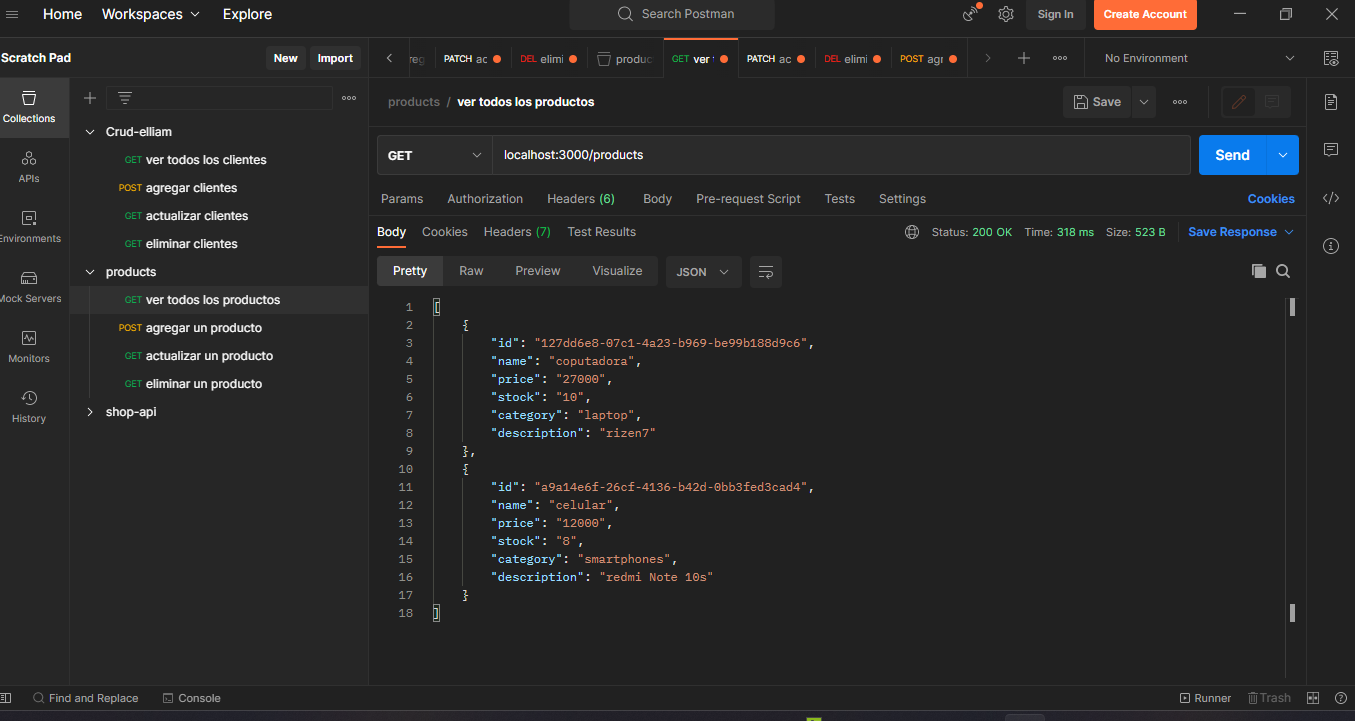 Home Workspaces Explore Search Postman Sign In Create Account
Scratch Pad New Import PATCH ac DEL elimi produc GET ver PATCH ac DEL elimi POST agr No Environment
products / ver todos los productos Save
Collections
Crud-elliam
GET ver todos los clientes
POST agregar clientes
GET actualizar clientes
GET eliminar clientes
products
GET ver todos los productos
POST agregar un producto
GET actualizar un producto
GET eliminar un producto
shop-api
APIs
Environments
Mock Servers
Monitors
History
GET localhost:3000/products Send
Params Authorization Headers (6) Body Pre-request Script Tests Settings Cookies
Body Cookies Headers (7) Test Results Status: 200 OK Time: 318 ms Size: 523 B Save Response
Pretty Raw Preview Visualize JSON
1 [
2 {
3 "id": "127dd6e8-07c1-4a23-b969-be99b188d9c6",
4 "name": "coputadora",
5 "price": "27000",
6 "stock": "10",
7 "category": "laptop",
8 "description": "rizen7"
9 },
10 {
11 "id": "a9a14e6f-26cf-4136-b42d-0bb3fed3cad4",
12 "name": "celular",
13 "price": "12000",
14 "stock": "8",
15 "category": "smartphones",
16 "description": "redmi Note 10s"
17 }
18 ]
Find and Replace Console Runner Trash